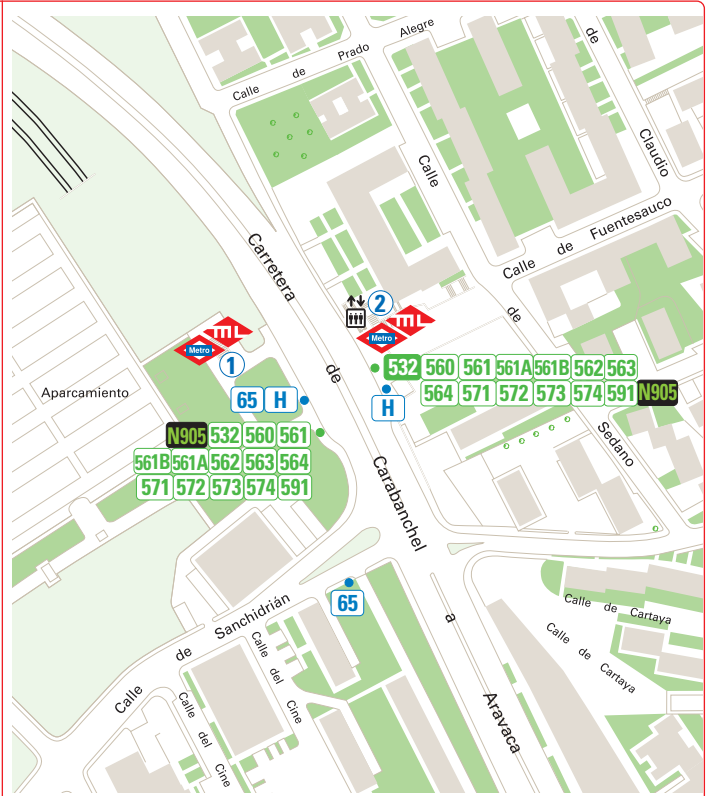 Calle de Prado Alegre
de Claudio
Calle
Carretera
Calle de Fuentesauco
2
ML
Metro
ML
Metro
1
de
532 560 561 561A 561B 562 563
564 571 572 573 574 591 N905
Aparcamiento
65 H
H
N905 532 560 561
561B 561A 562 563 564
571 572 573 574 591
de
Sedano
Carabanchel
65
Calle de Sanchidrián
a
Calle de Cartaya
Calle de Cartaya
Calle del Cine
Calle del Cine
Aravaca